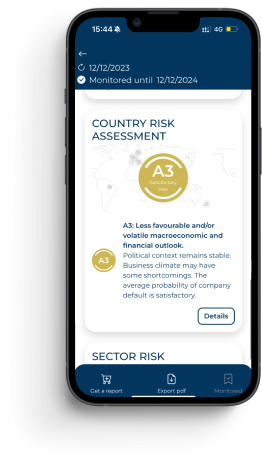 15:44
4G
12/12/2023
Monitored until 12/12/2024
COUNTRY RISK
ASSESSMENT
A3
Satisfactory
Risk
A3: Less favourable and/or
volatile macroeconomic and
financial outlook.
A3
Political context remains stable.
Business climate may have
some shortcomings. The
average probability of company
default is satisfactory.
Details
SECTOR RISK
Get a report
Export pdf
Monitored